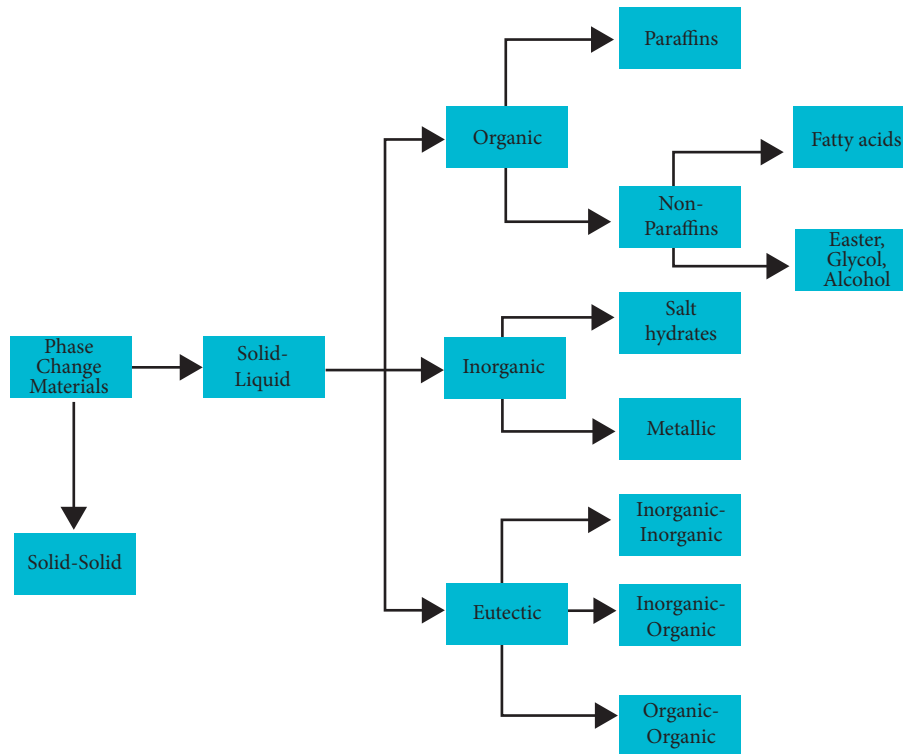 Paraffins
Organic
Fatty acids
Non-
Paraffins
Easter,
Glycol,
Alcohol
Phase
Change
Materials
Solid-
Liquid
Salt
hydrates
Inorganic
Metallic
Solid-Solid
Inorganic-
Inorganic
Eutectic
Inorganic-
Organic
Organic-
Organic